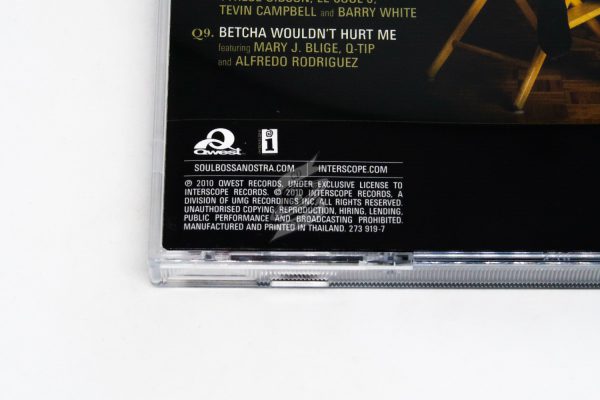 TEVIN CAMPBELL and BARRY WHITE
Q9. BETCHA WOULDN'T HURT ME
featuring MARY J. BLIGE, Q-TIP
and ALFREDO RODRIGUEZ
Qwest
i
SOULBOSSANOSTRA.COM INTERSCOPE.COM
℗ 2010 QWEST RECORDS, UNDER EXCLUSIVE LICENSE TO
INTERSCOPE RECORDS. © 2010 INTERSCOPE RECORDS, A
DIVISION OF UMG RECORDINGS INC. ALL RIGHTS RESERVED.
UNAUTHORISED COPYING, REPRODUCTION, HIRING, LENDING,
PUBLIC PERFORMANCE AND BROADCASTING PROHIBITED.
MANUFACTURED AND PRINTED IN THAILAND. 273 919-7